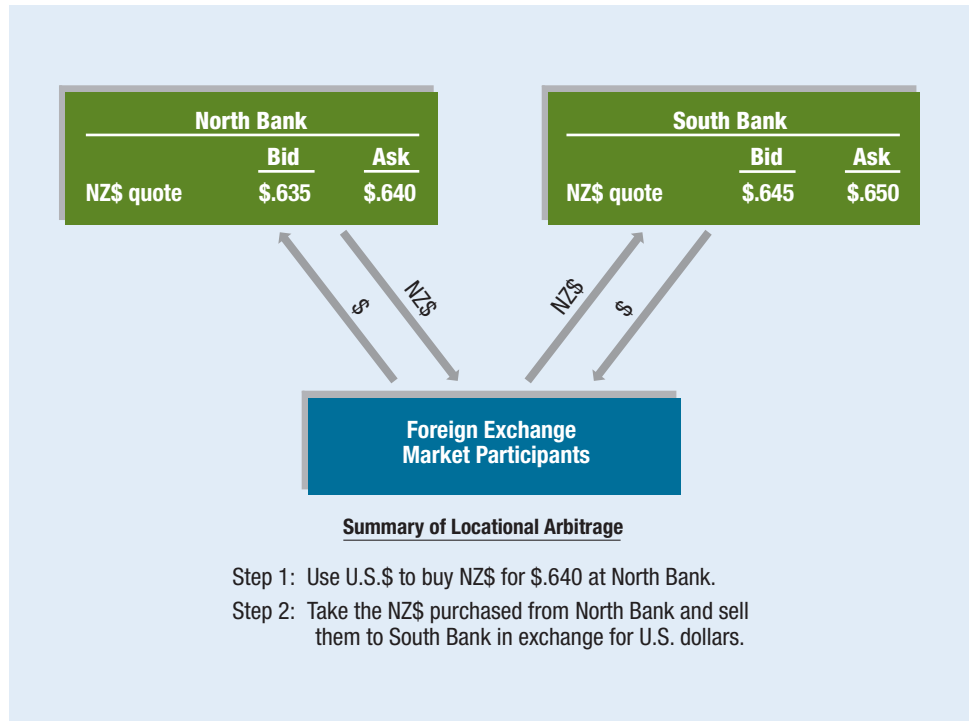 North Bank
Bid Ask
NZ$ quote $.635 $.640
South Bank
Bid Ask
NZ$ quote $.645 $.650
$
NZ$
NZ$
$
Foreign Exchange
Market Participants
Summary of Locational Arbitrage
Step 1: Use U.S.$ to buy NZ$ for $.640 at North Bank.
Step 2: Take the NZ$ purchased from North Bank and sell
them to South Bank in exchange for U.S. dollars.